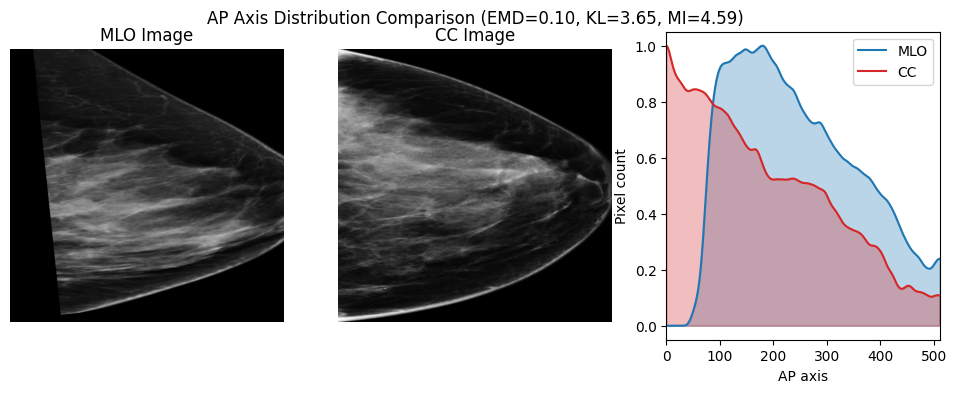 AP Axis Distribution Comparison (EMD=0.10, KL=3.65, MI=4.59)
MLO Image
CC Image
MLO
CC
Pixel count
1.0
0.8
0.6
0.4
0.2
0.0
0 100 200 300 400 500
AP axis